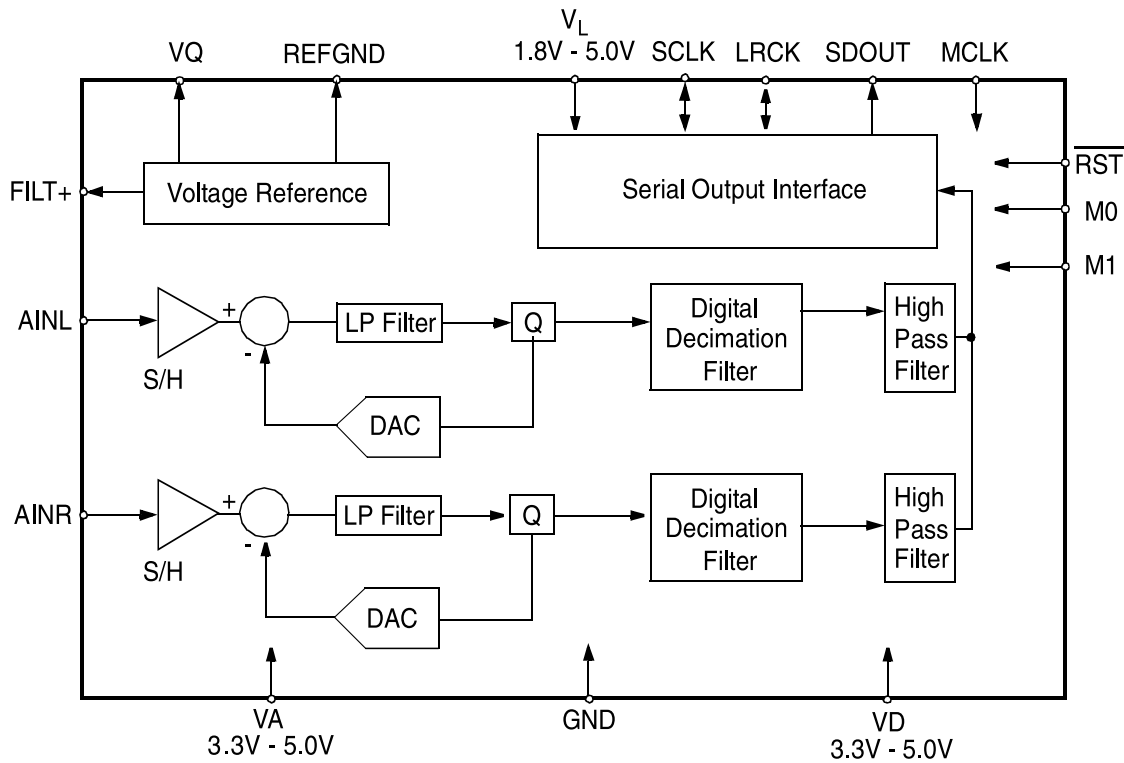 VQ
REFGND
VL
1.8V - 5.0V
SCLK
LRCK
SDOUT
MCLK
FILT+
Voltage Reference
Serial Output Interface
RST
M0
M1
AINL
S/H
+
-
LP Filter
Q
DAC
Digital
Decimation
Filter
High
Pass
Filter
AINR
S/H
+
-
LP Filter
Q
DAC
Digital
Decimation
Filter
High
Pass
Filter
VA
3.3V - 5.0V
GND
VD
3.3V - 5.0V